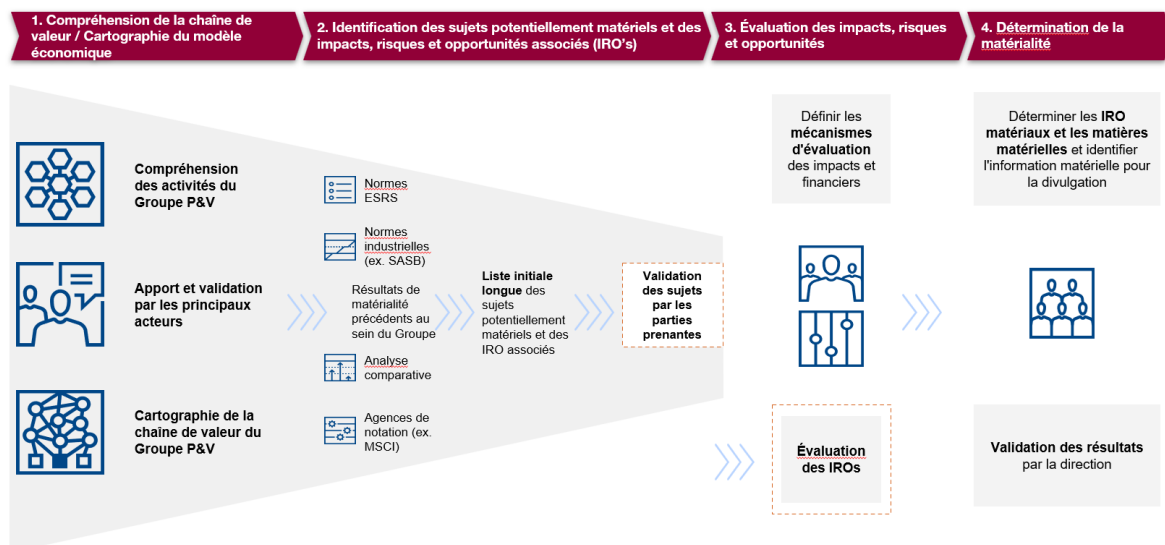 1. Compréhension de la chaîne de
valeur / Cartographie du modèle
économique
2. Identification des sujets potentiellement matériels et des
impacts, risques et opportunités associés (IRO's)
3. Évaluation des impacts, risques
et opportunités
4. Détermination de la
matérialité
Compréhension
des activités du
Groupe P&V
Apport et validation
par les principaux
acteurs
Cartographie de la
chaîne de valeur du
Groupe P&V
Normes
ESRS
Normes
industrielles
(ex. SASB)
Résultats de
matérialité
précédents au
sein du Groupe
Analyse
comparative
Agences de
notation (ex.
MSCI)
Liste initiale
longue des
sujets
potentiellement
matériels et des
IRO associés
Validation
des sujets
par les
parties
prenantes
Définir les
mécanismes
d'évaluation
des impacts et
financiers
Évaluation
des IROs
Déterminer les IRO
matériaux et les matières
matérielles et identifier
l'information matérielle pour
la divulgation
Validation des résultats
par la direction